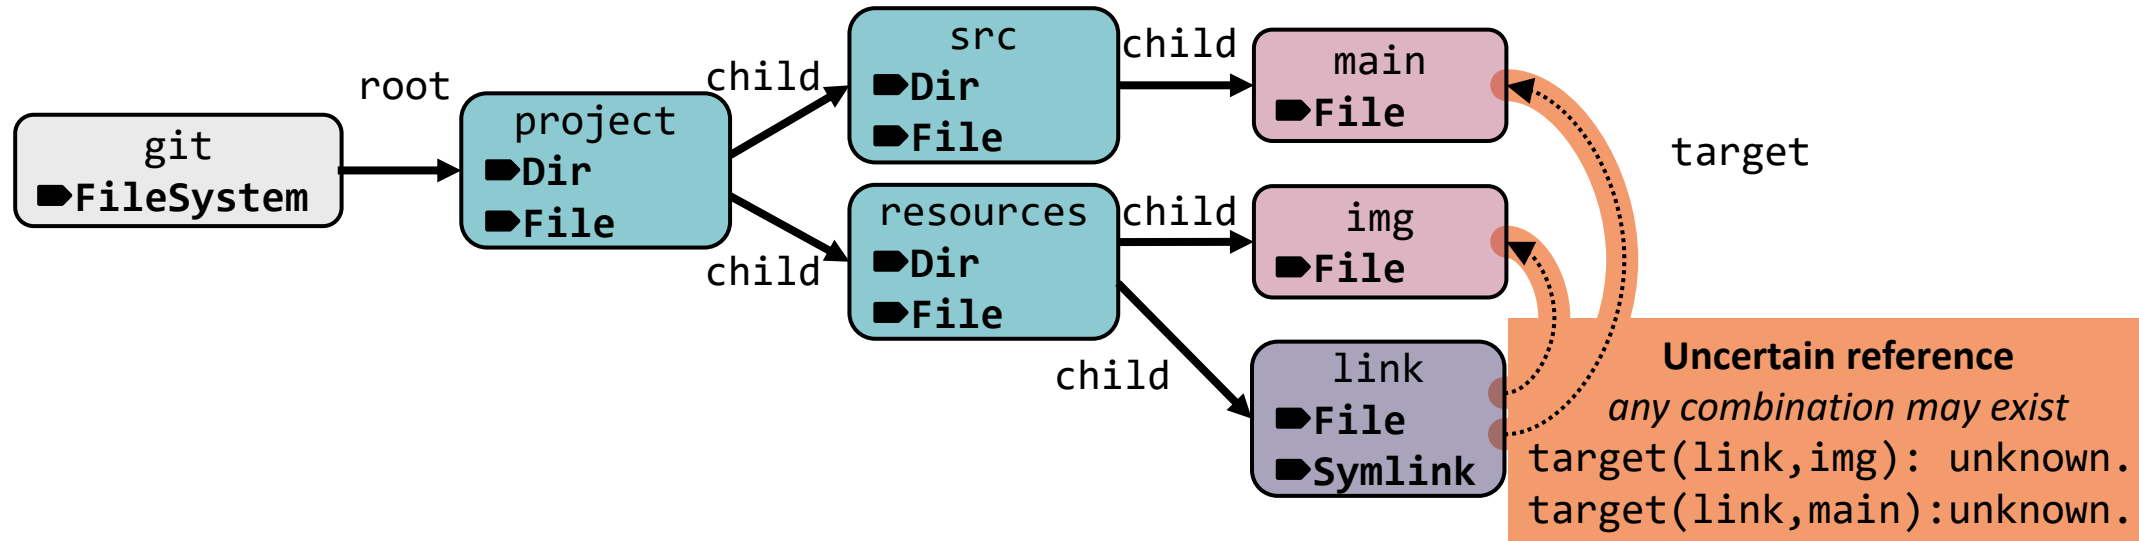 git
FileSystem
root
project
Dir
File
child
child
src
Dir
File
resources
Dir
File
child
child
child
main
File
img
File
link
File
Symlink
target
Uncertain reference
any combination may exist
target(link,img): unknown.
target(link,main):unknown.